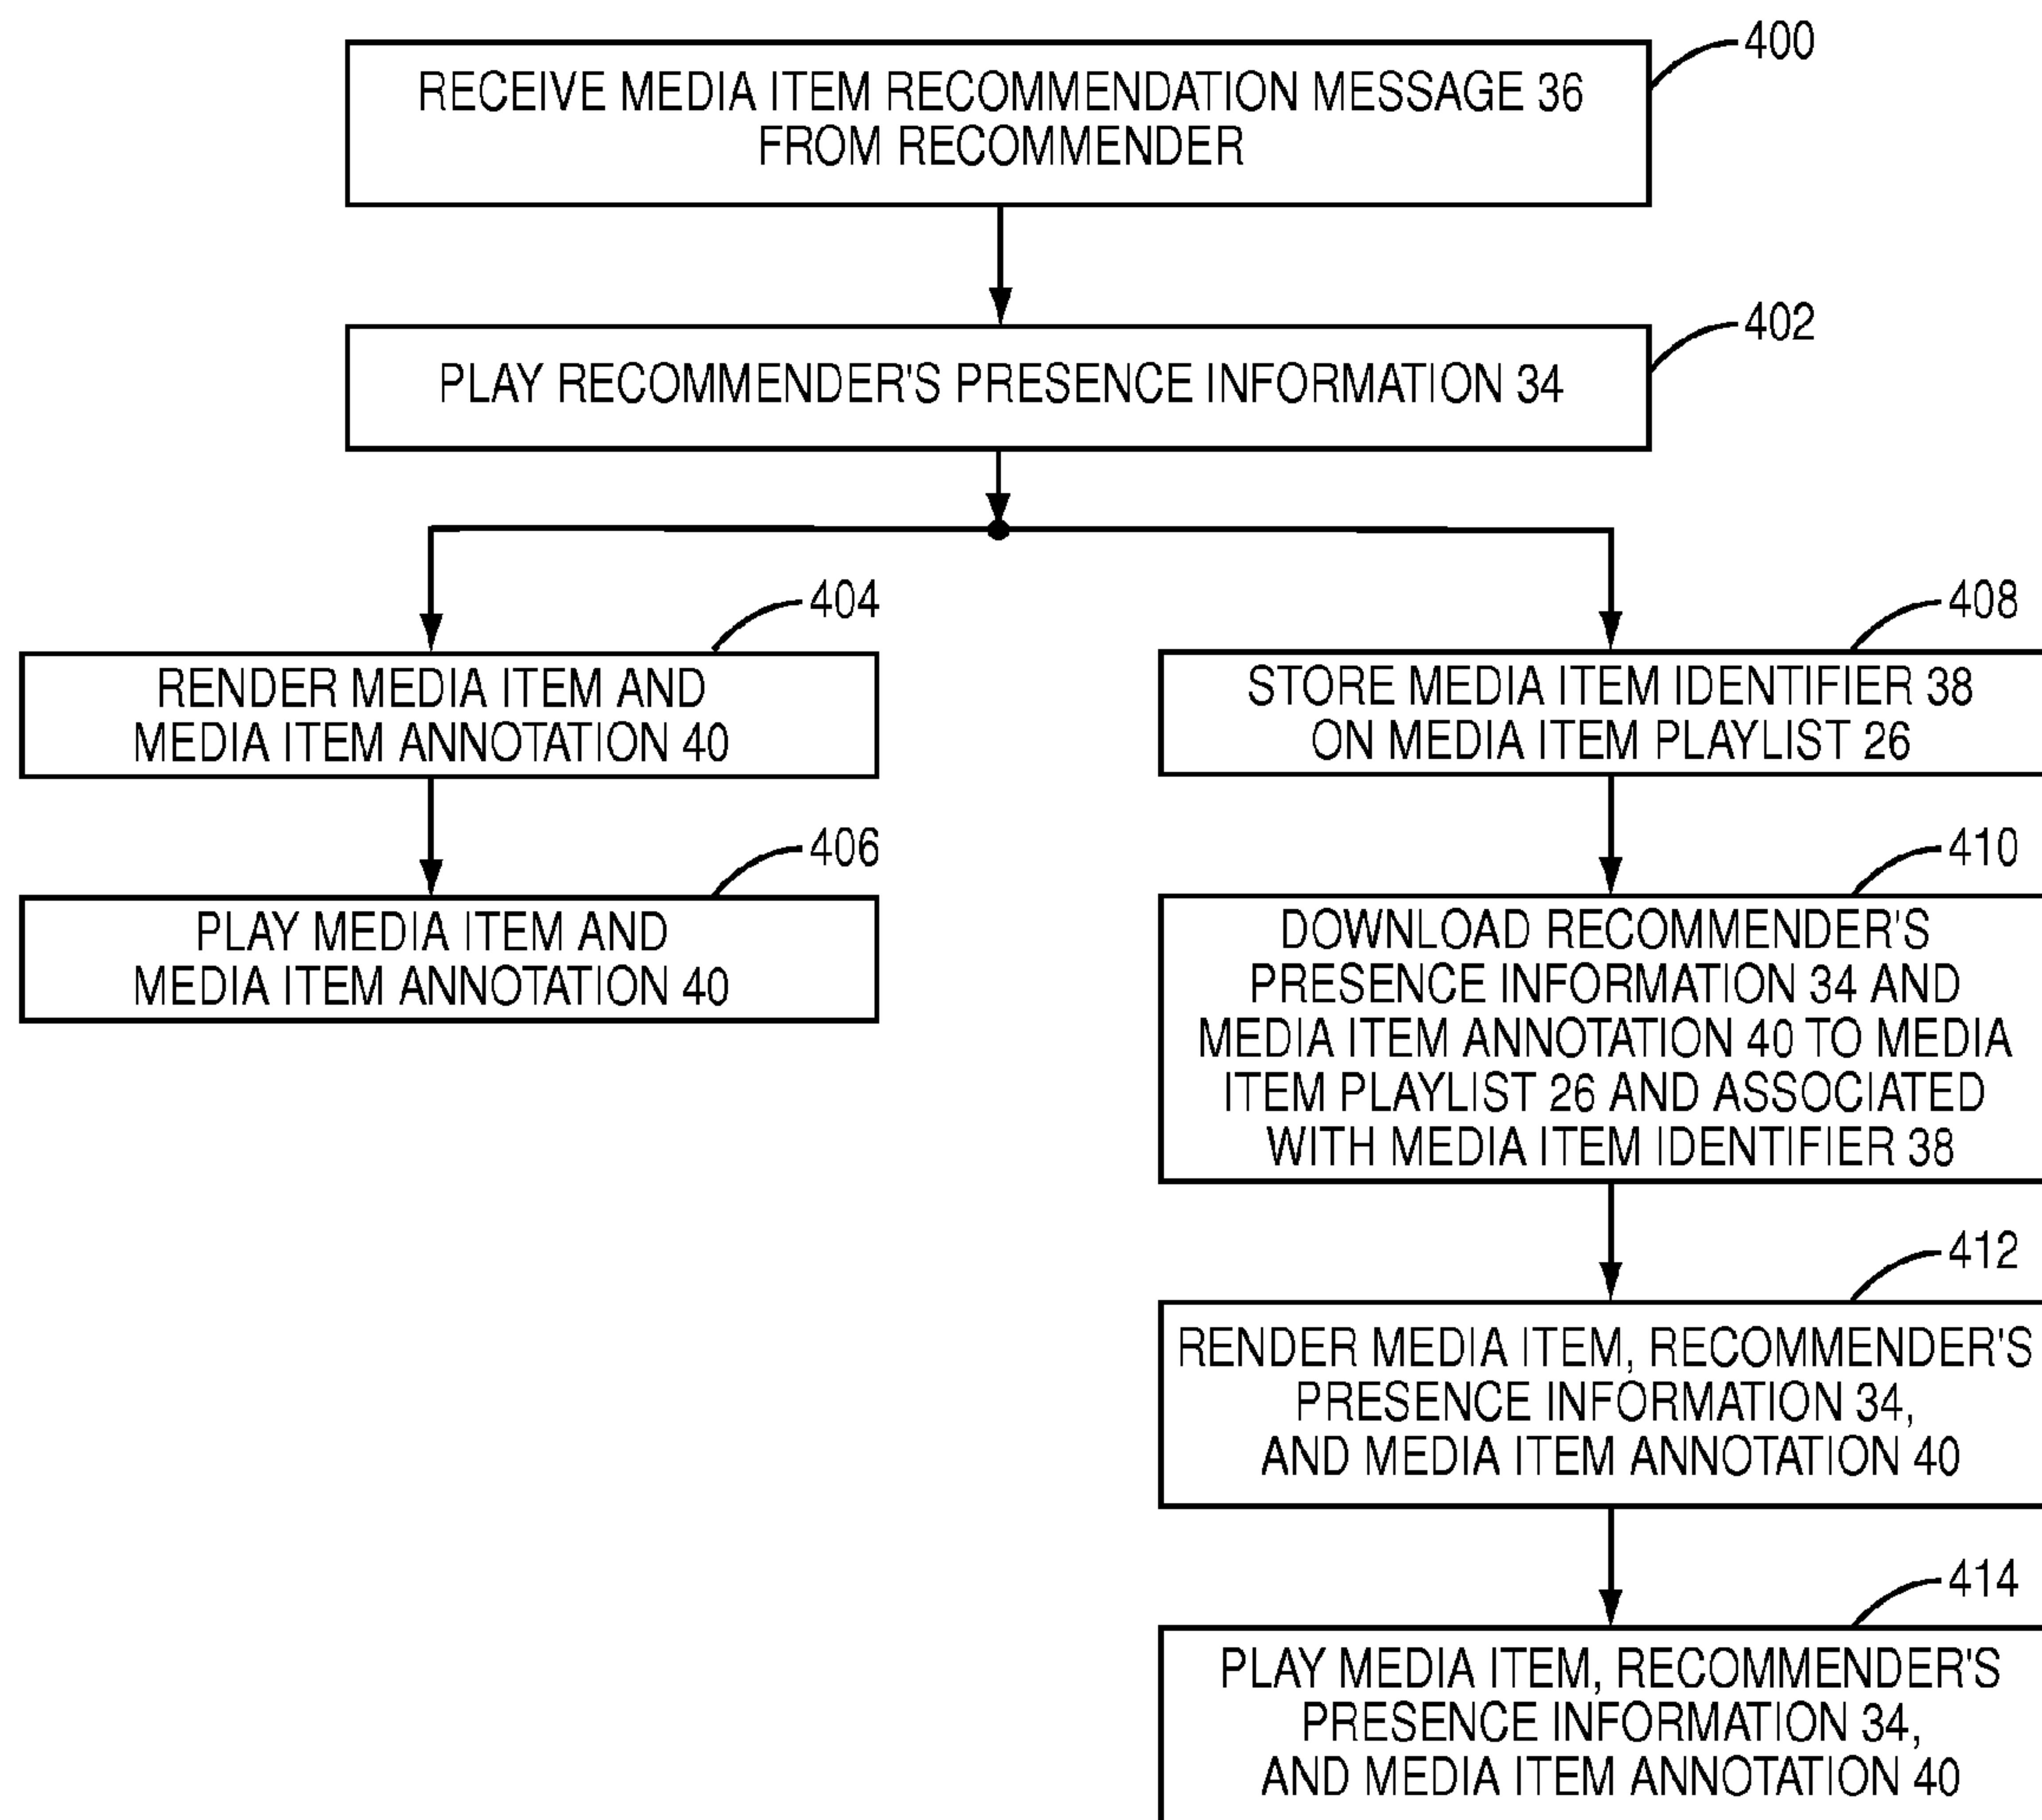 400
RECEIVE MEDIA ITEM RECOMMENDATION MESSAGE 36
FROM RECOMMENDER
402
PLAY RECOMMENDER'S PRESENCE INFORMATION 34
404
RENDER MEDIA ITEM AND
MEDIA ITEM ANNOTATION 40
406
PLAY MEDIA ITEM AND
MEDIA ITEM ANNOTATION 40
408
STORE MEDIA ITEM IDENTIFIER 38
ON MEDIA ITEM PLAYLIST 26
410
DOWNLOAD RECOMMENDER'S
PRESENCE INFORMATION 34 AND
MEDIA ITEM ANNOTATION 40 TO MEDIA
ITEM PLAYLIST 26 AND ASSOCIATED
WITH MEDIA ITEM IDENTIFIER 38
412
RENDER MEDIA ITEM, RECOMMENDER'S
PRESENCE INFORMATION 34,
AND MEDIA ITEM ANNOTATION 40
414
PLAY MEDIA ITEM, RECOMMENDER'S
PRESENCE INFORMATION 34,
AND MEDIA ITEM ANNOTATION 40